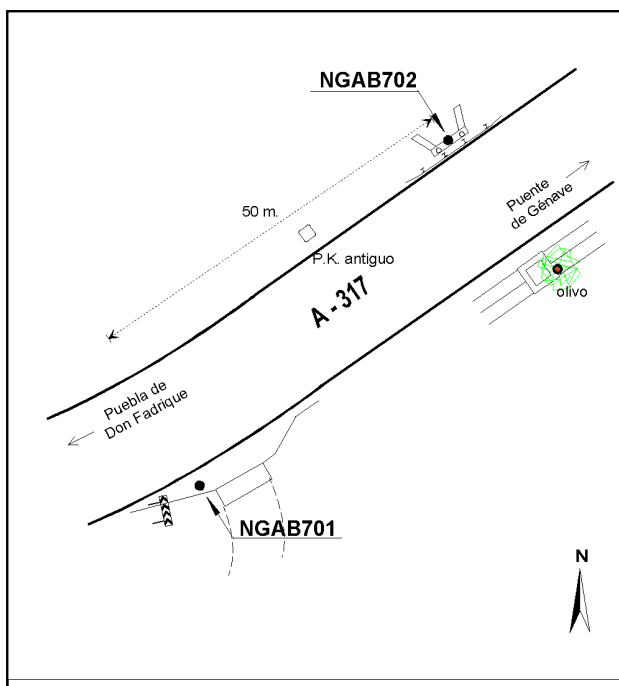 NGAB702
Puente
de Génave
50 m.
P.K. antiguo
olivo
A - 317
Puebla de
Don Fadrique
NGAB701
N